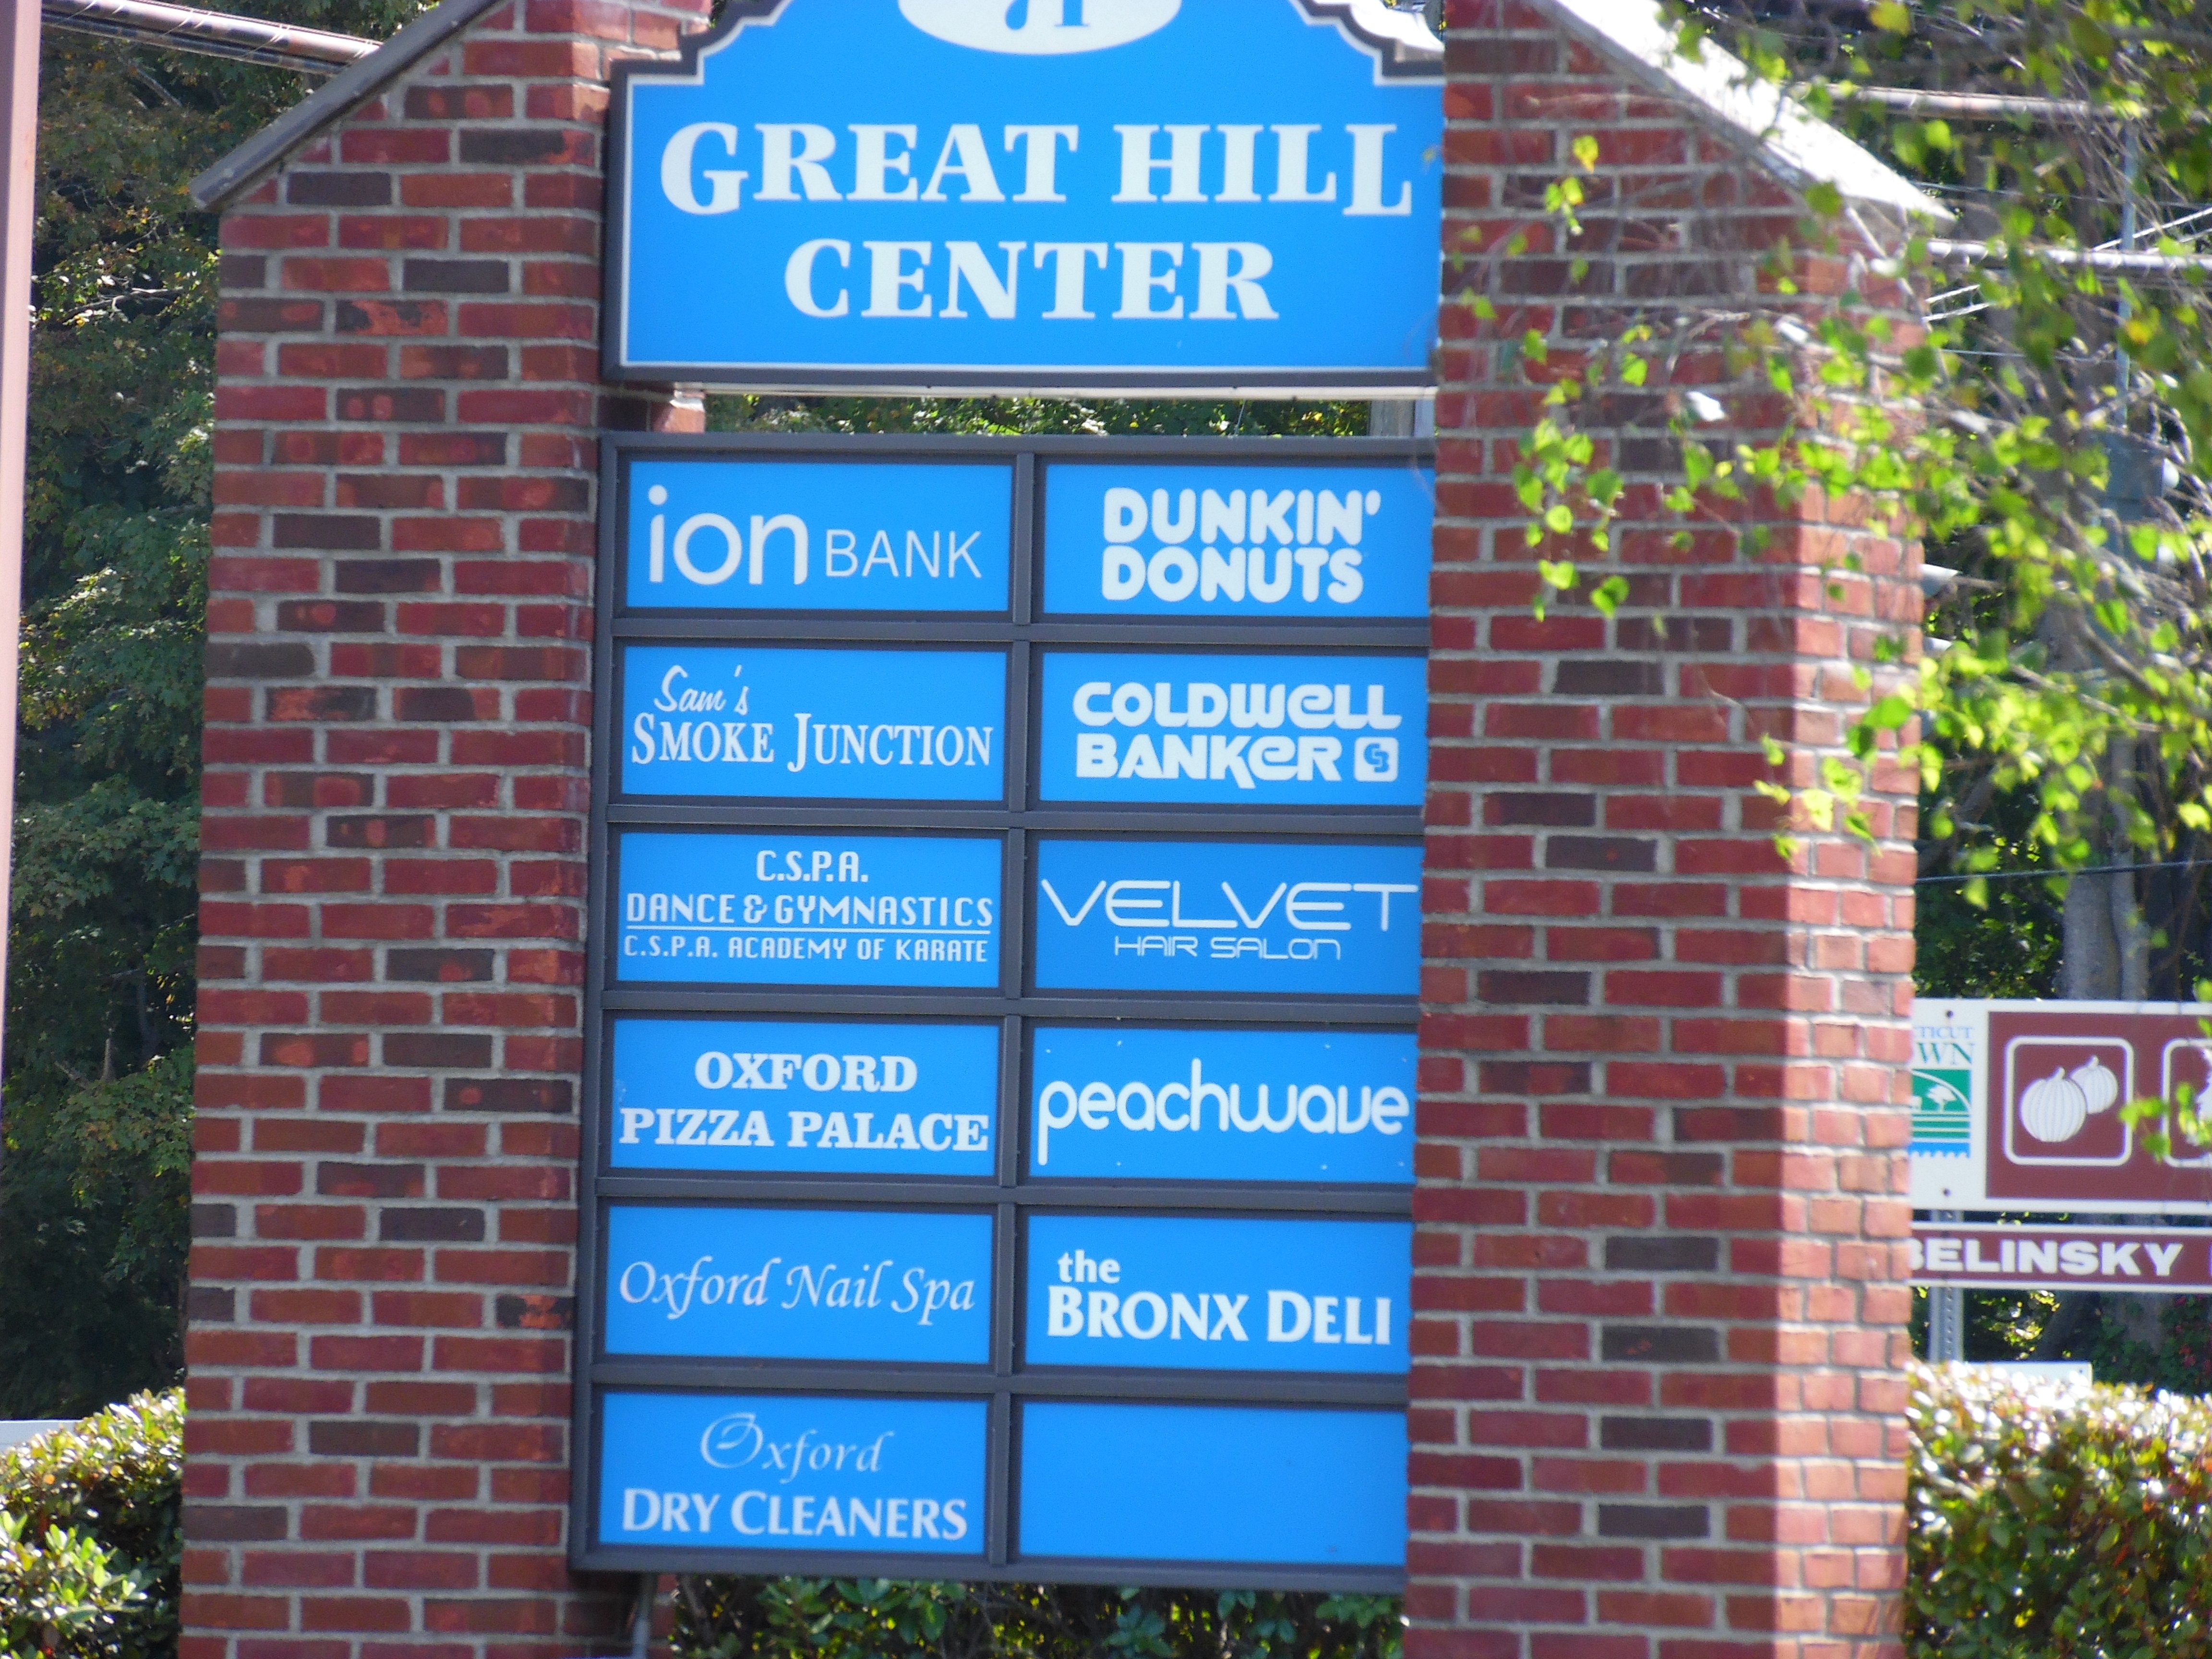 GREAT HILL
CENTER
ion BANK
DUNKIN'
DONUTS
Sam's
SMOKE JUNCTION
COLDWELL
BANKER CB
C.S.P.A.
DANCE & GYMNASTICS
C.S.P.A. ACADEMY OF KARATE
VELVET
HAIR SALON
OXFORD
PIZZA PALACE
peachwave
Oxford Nail Spa
the
BRONX DELI
Oxford
DRY CLEANERS
BELINSKY